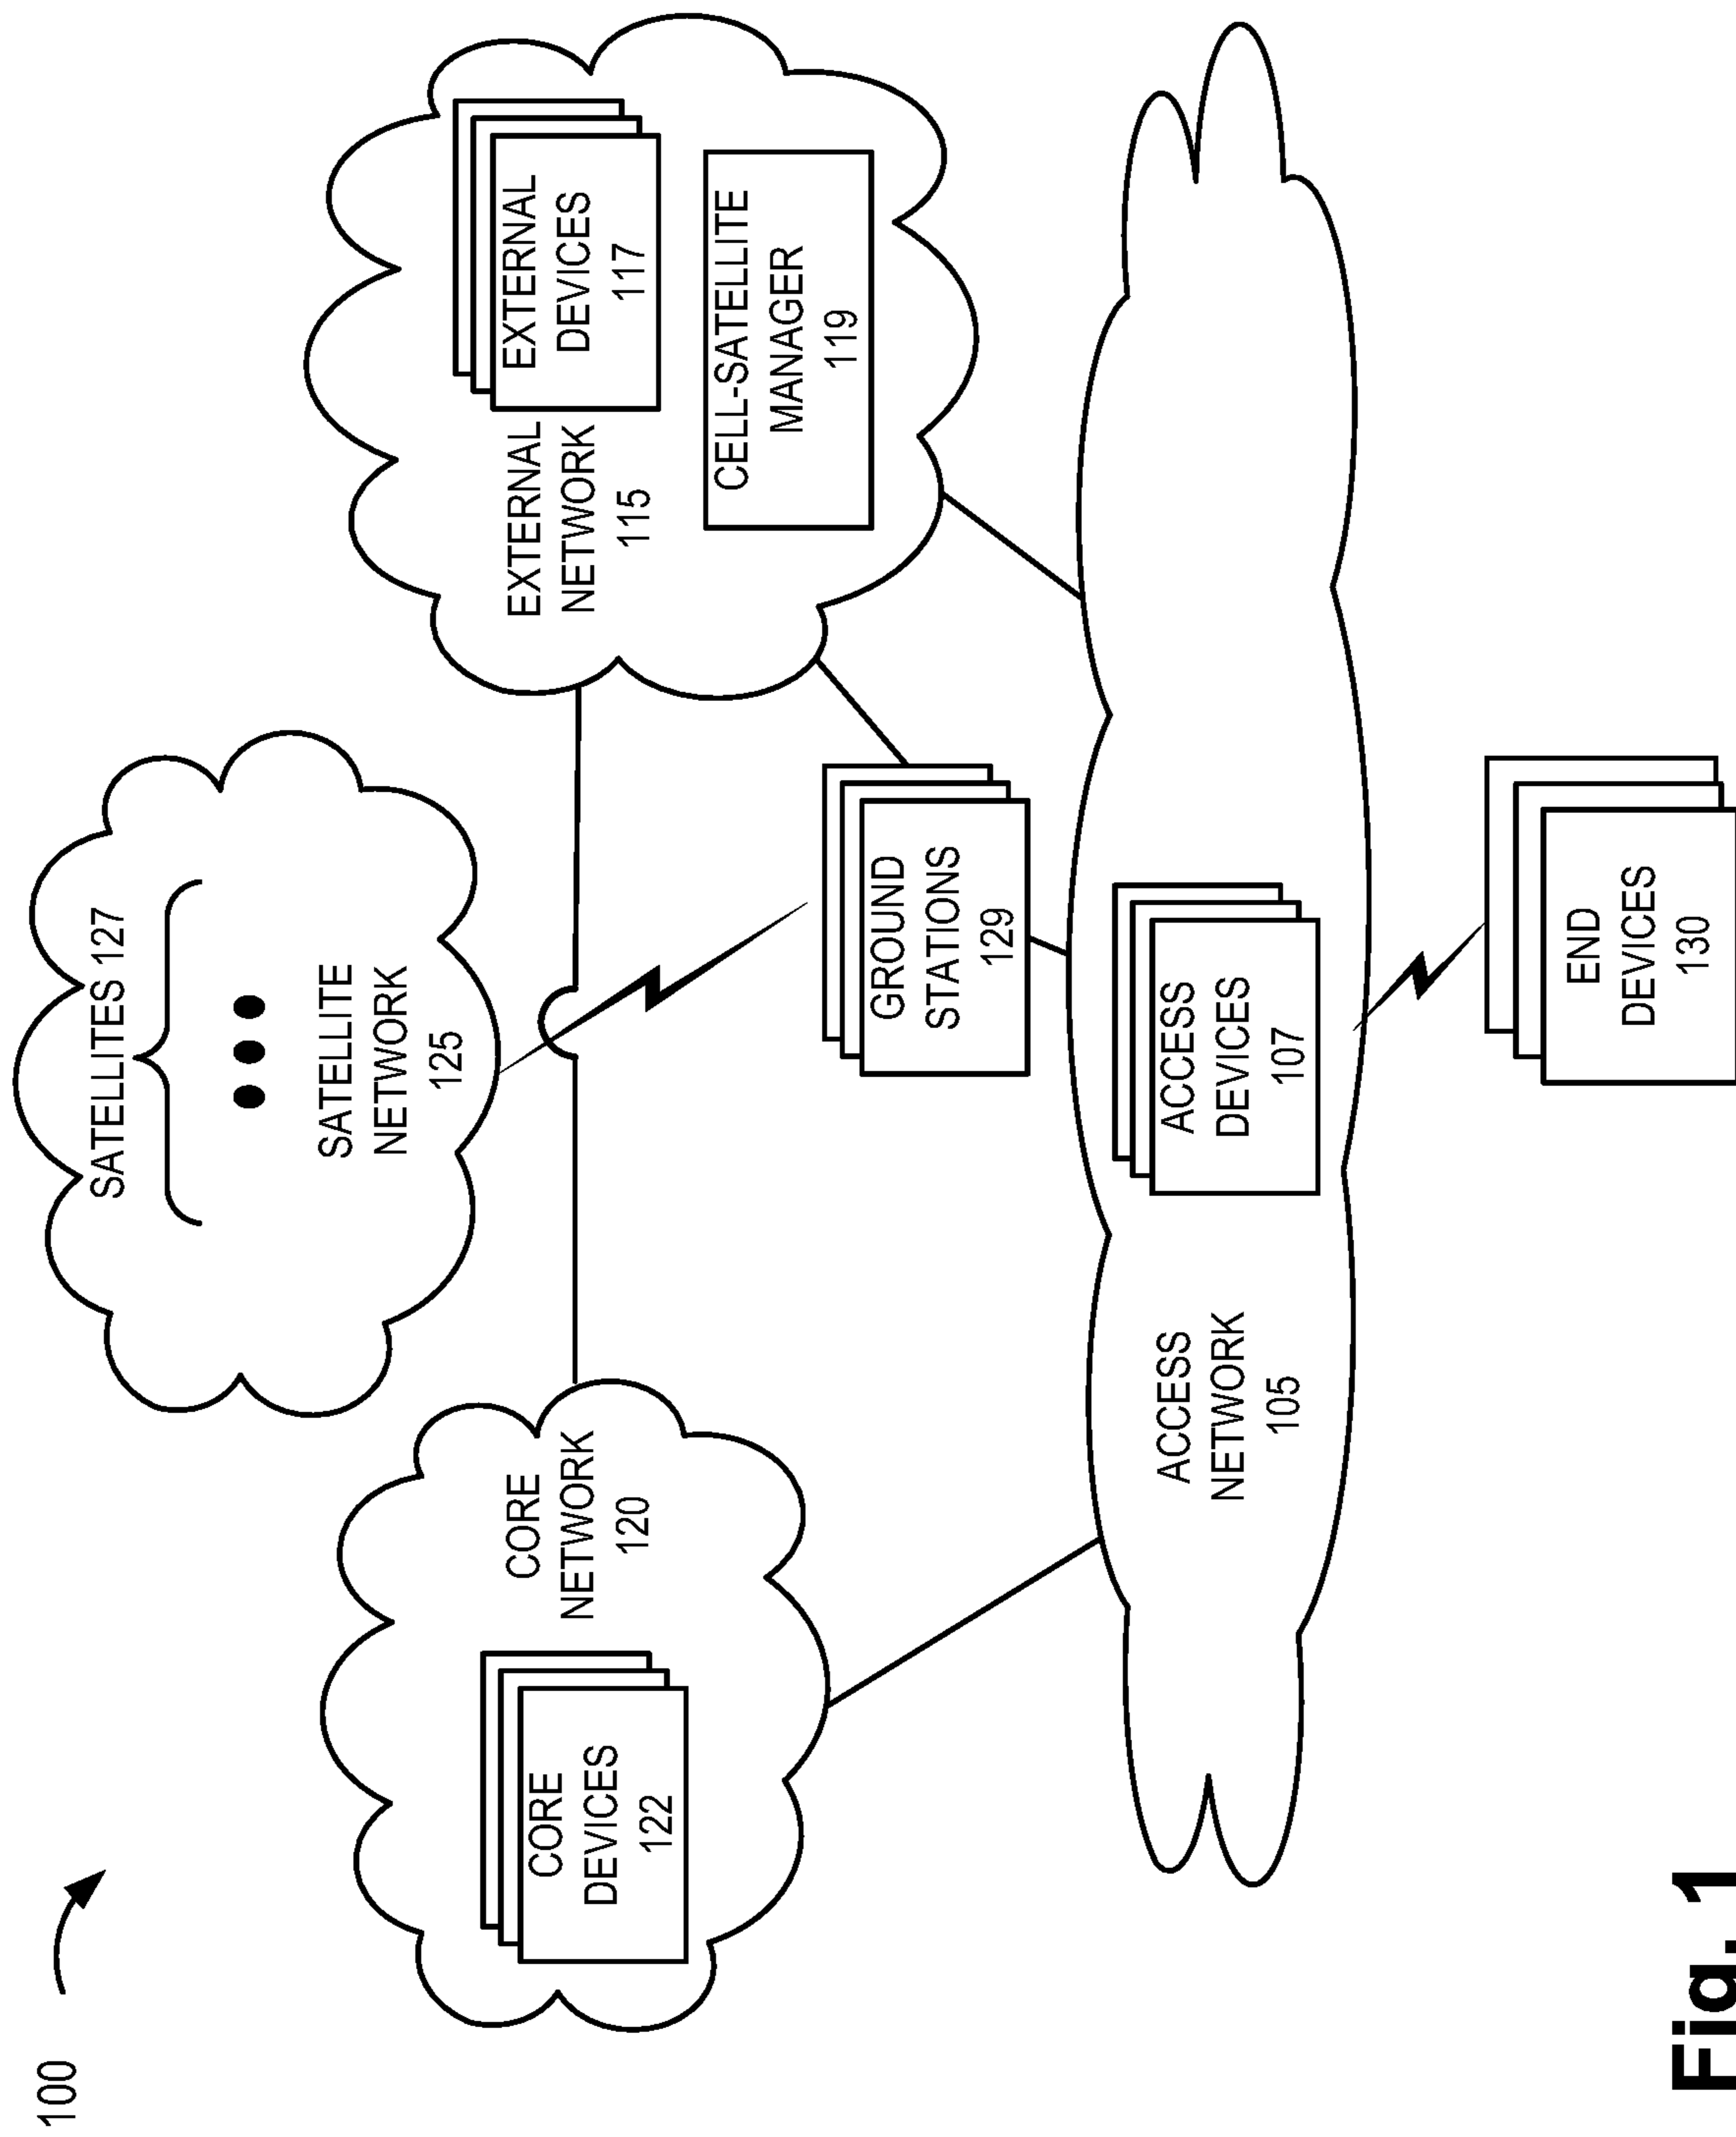 100
SATELLITES 127
SATELLITE
NETWORK
125
CORE
NETWORK
120
CORE
DEVICES
122
EXTERNAL
NETWORK
115
EXTERNAL
DEVICES
117
CELL-SATELLITE
MANAGER
119
GROUND
STATIONS
129
ACCESS
NETWORK
105
ACCESS
DEVICES
107
END
DEVICES
130
Fig. 1